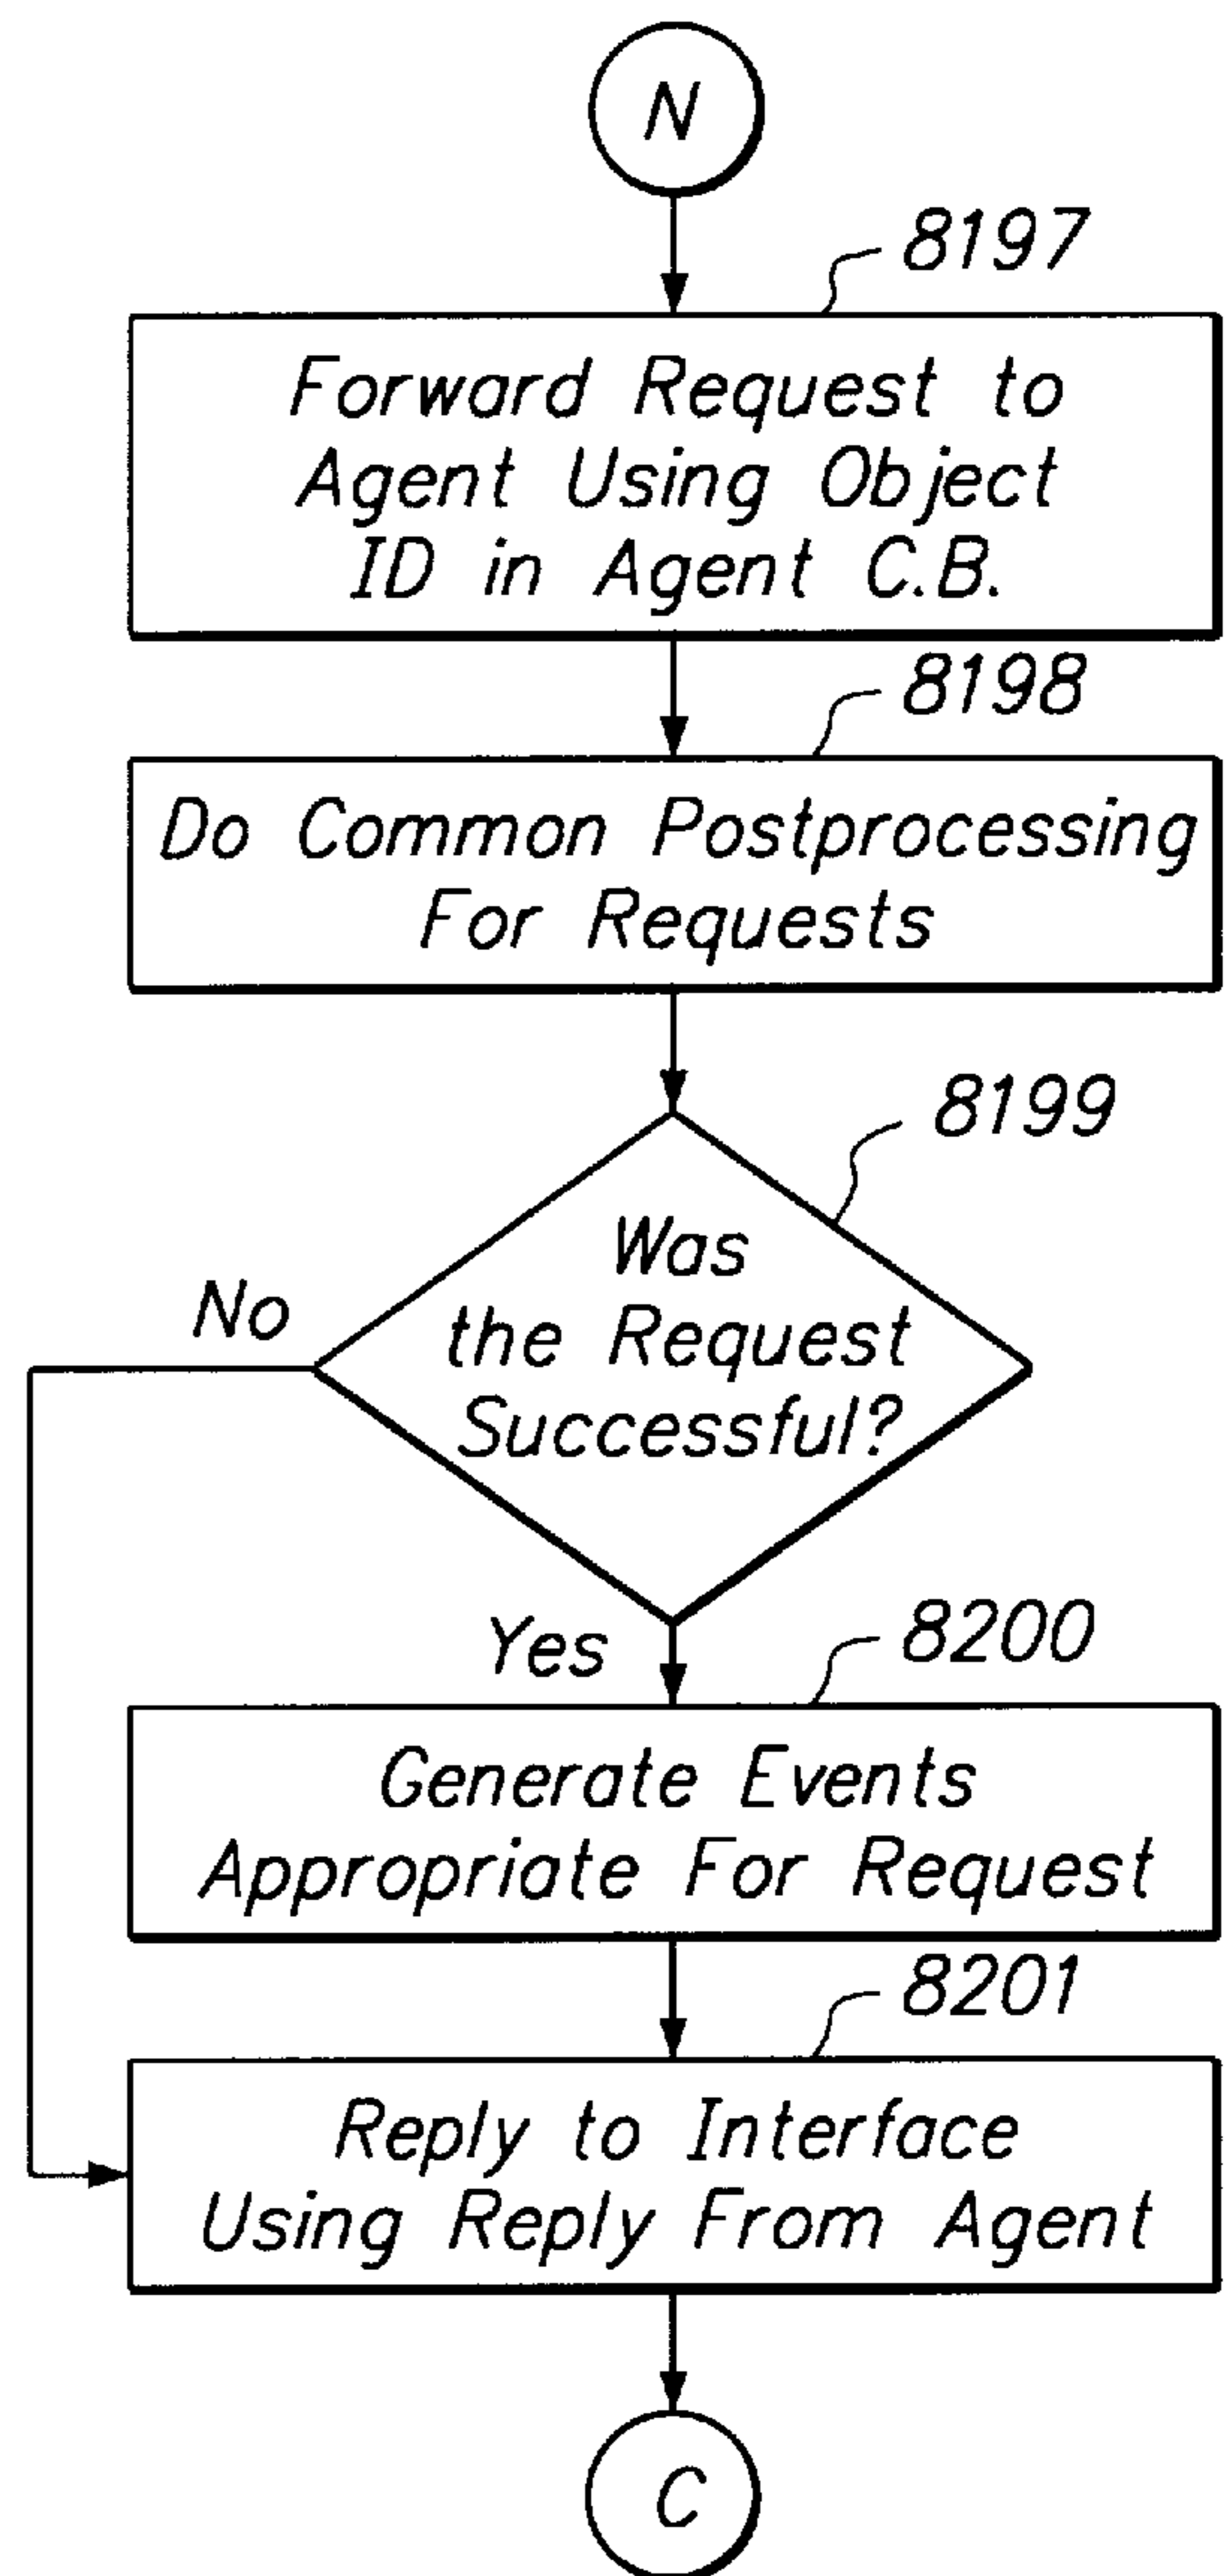 N
8197
Forward Request to
Agent Using Object
ID in Agent C.B.
8198
Do Common Postprocessing
For Requests
8199
Was
the Request
Successful?
No
Yes
8200
Generate Events
Appropriate For Request
8201
Reply to Interface
Using Reply From Agent
C